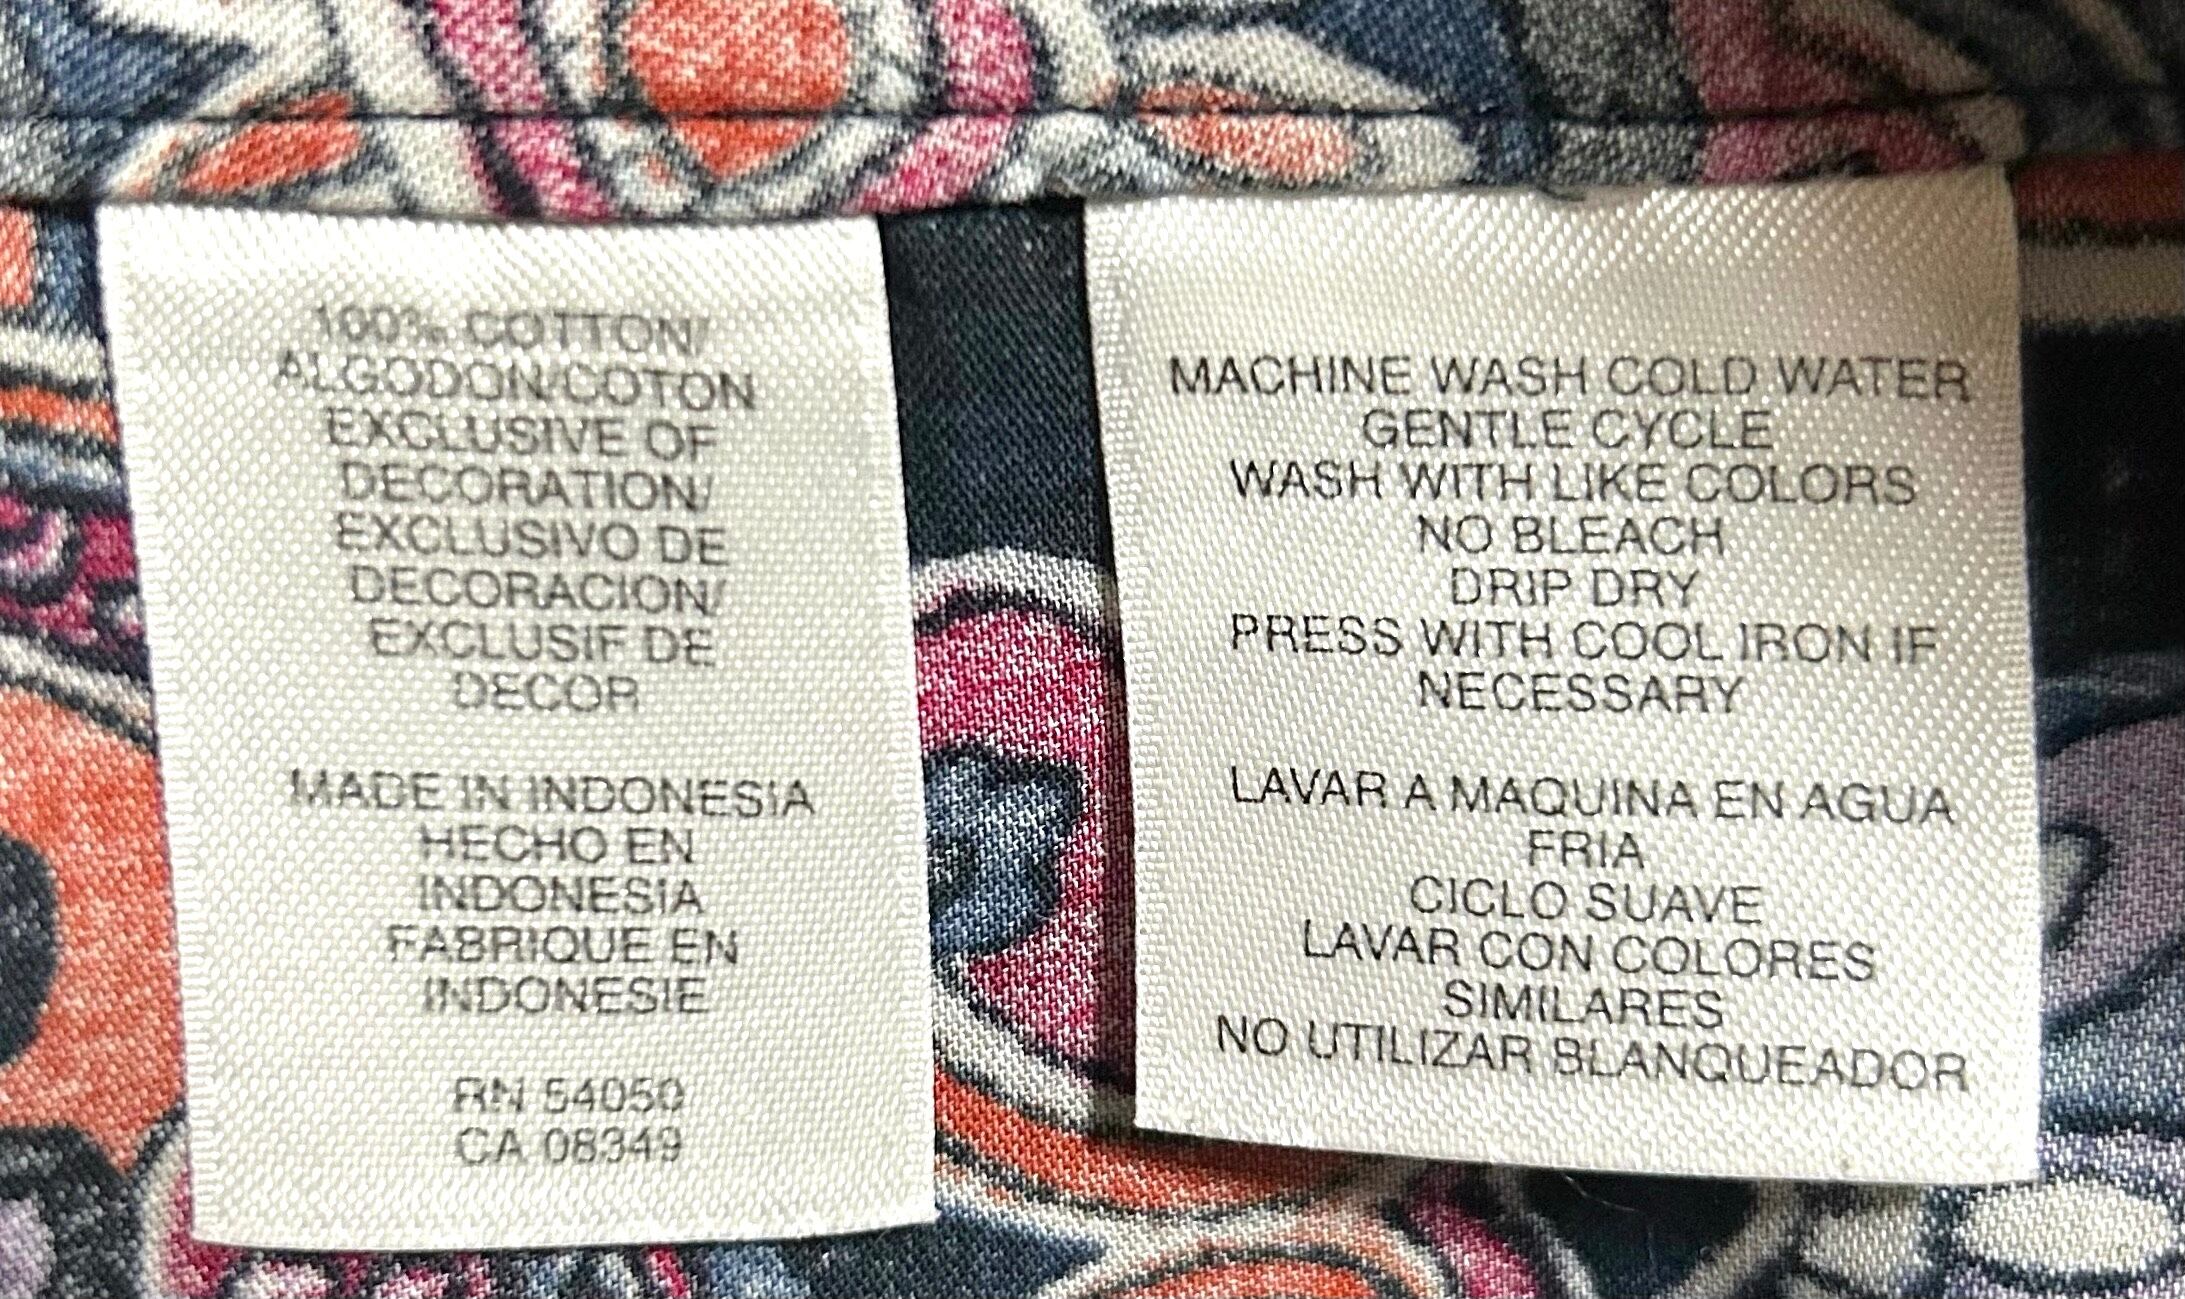 100% COTTON/
ALGODON/COTON
EXCLUSIVE OF
DECORATION/
EXCLUSIVO DE
DECORACION/
EXCLUSIF DE
DECOR
MADE IN INDONESIA
HECHO EN
INDONESIA
FABRIQUE EN
INDONESIE
RN 54050
CA 08349
MACHINE WASH COLD WATER
GENTLE CYCLE
WASH WITH LIKE COLORS
NO BLEACH
DRIP DRY
PRESS WITH COOL IRON IF
NECESSARY
LAVAR A MAQUINA EN AGUA
FRIA
CICLO SUAVE
LAVAR CON COLORES
SIMILARES
NO UTILIZAR BLANQUEADOR